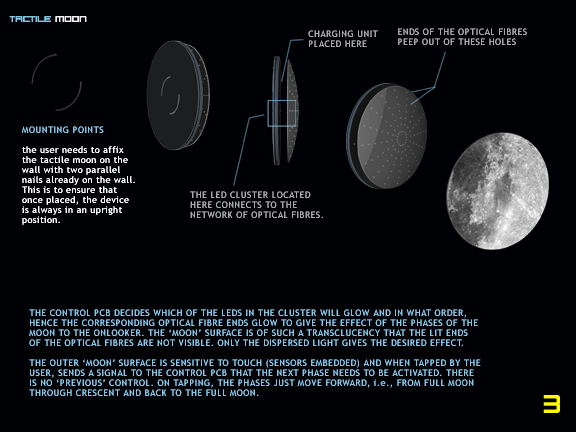 TACTILE MOON
CHARGING UNIT
PLACED HERE
ENDS OF THE OPTICAL FIBRES
PEEP OUT OF THESE HOLES
MOUNTING POINTS
the user needs to affix
the tactile moon on the
wall with two parallel
nails already on the wall.
This is to ensure that
once placed, the device
is always in an upright
position.
THE LED CLUSTER LOCATED
HERE CONNECTS TO THE
NETWORK OF OPTICAL FIBRES.
THE CONTROL PCB DECIDES WHICH OF THE LEDS IN THE CLUSTER WILL GLOW AND IN WHAT ORDER,
HENCE THE CORRESPONDING OPTICAL FIBRE ENDS GLOW TO GIVE THE EFFECT OF THE PHASES OF THE
MOON TO THE ONLOOKER. THE ‘MOON’ SURFACE IS OF SUCH A TRANSLUCENCY THAT THE LIT ENDS
OF THE OPTICAL FIBRES ARE NOT VISIBLE. ONLY THE DISPERSED LIGHT GIVES THE DESIRED EFFECT.
THE OUTER ‘MOON’ SURFACE IS SENSITIVE TO TOUCH (SENSORS EMBEDDED) AND WHEN TAPPED BY THE
USER, SENDS A SIGNAL TO THE CONTROL PCB THAT THE NEXT PHASE NEEDS TO BE ACTIVATED. THERE
IS NO ‘PREVIOUS’ CONTROL. ON TAPPING, THE PHASES JUST MOVE FORWARD, i.e., FROM FULL MOON
THROUGH CRESCENT AND BACK TO THE FULL MOON.
3